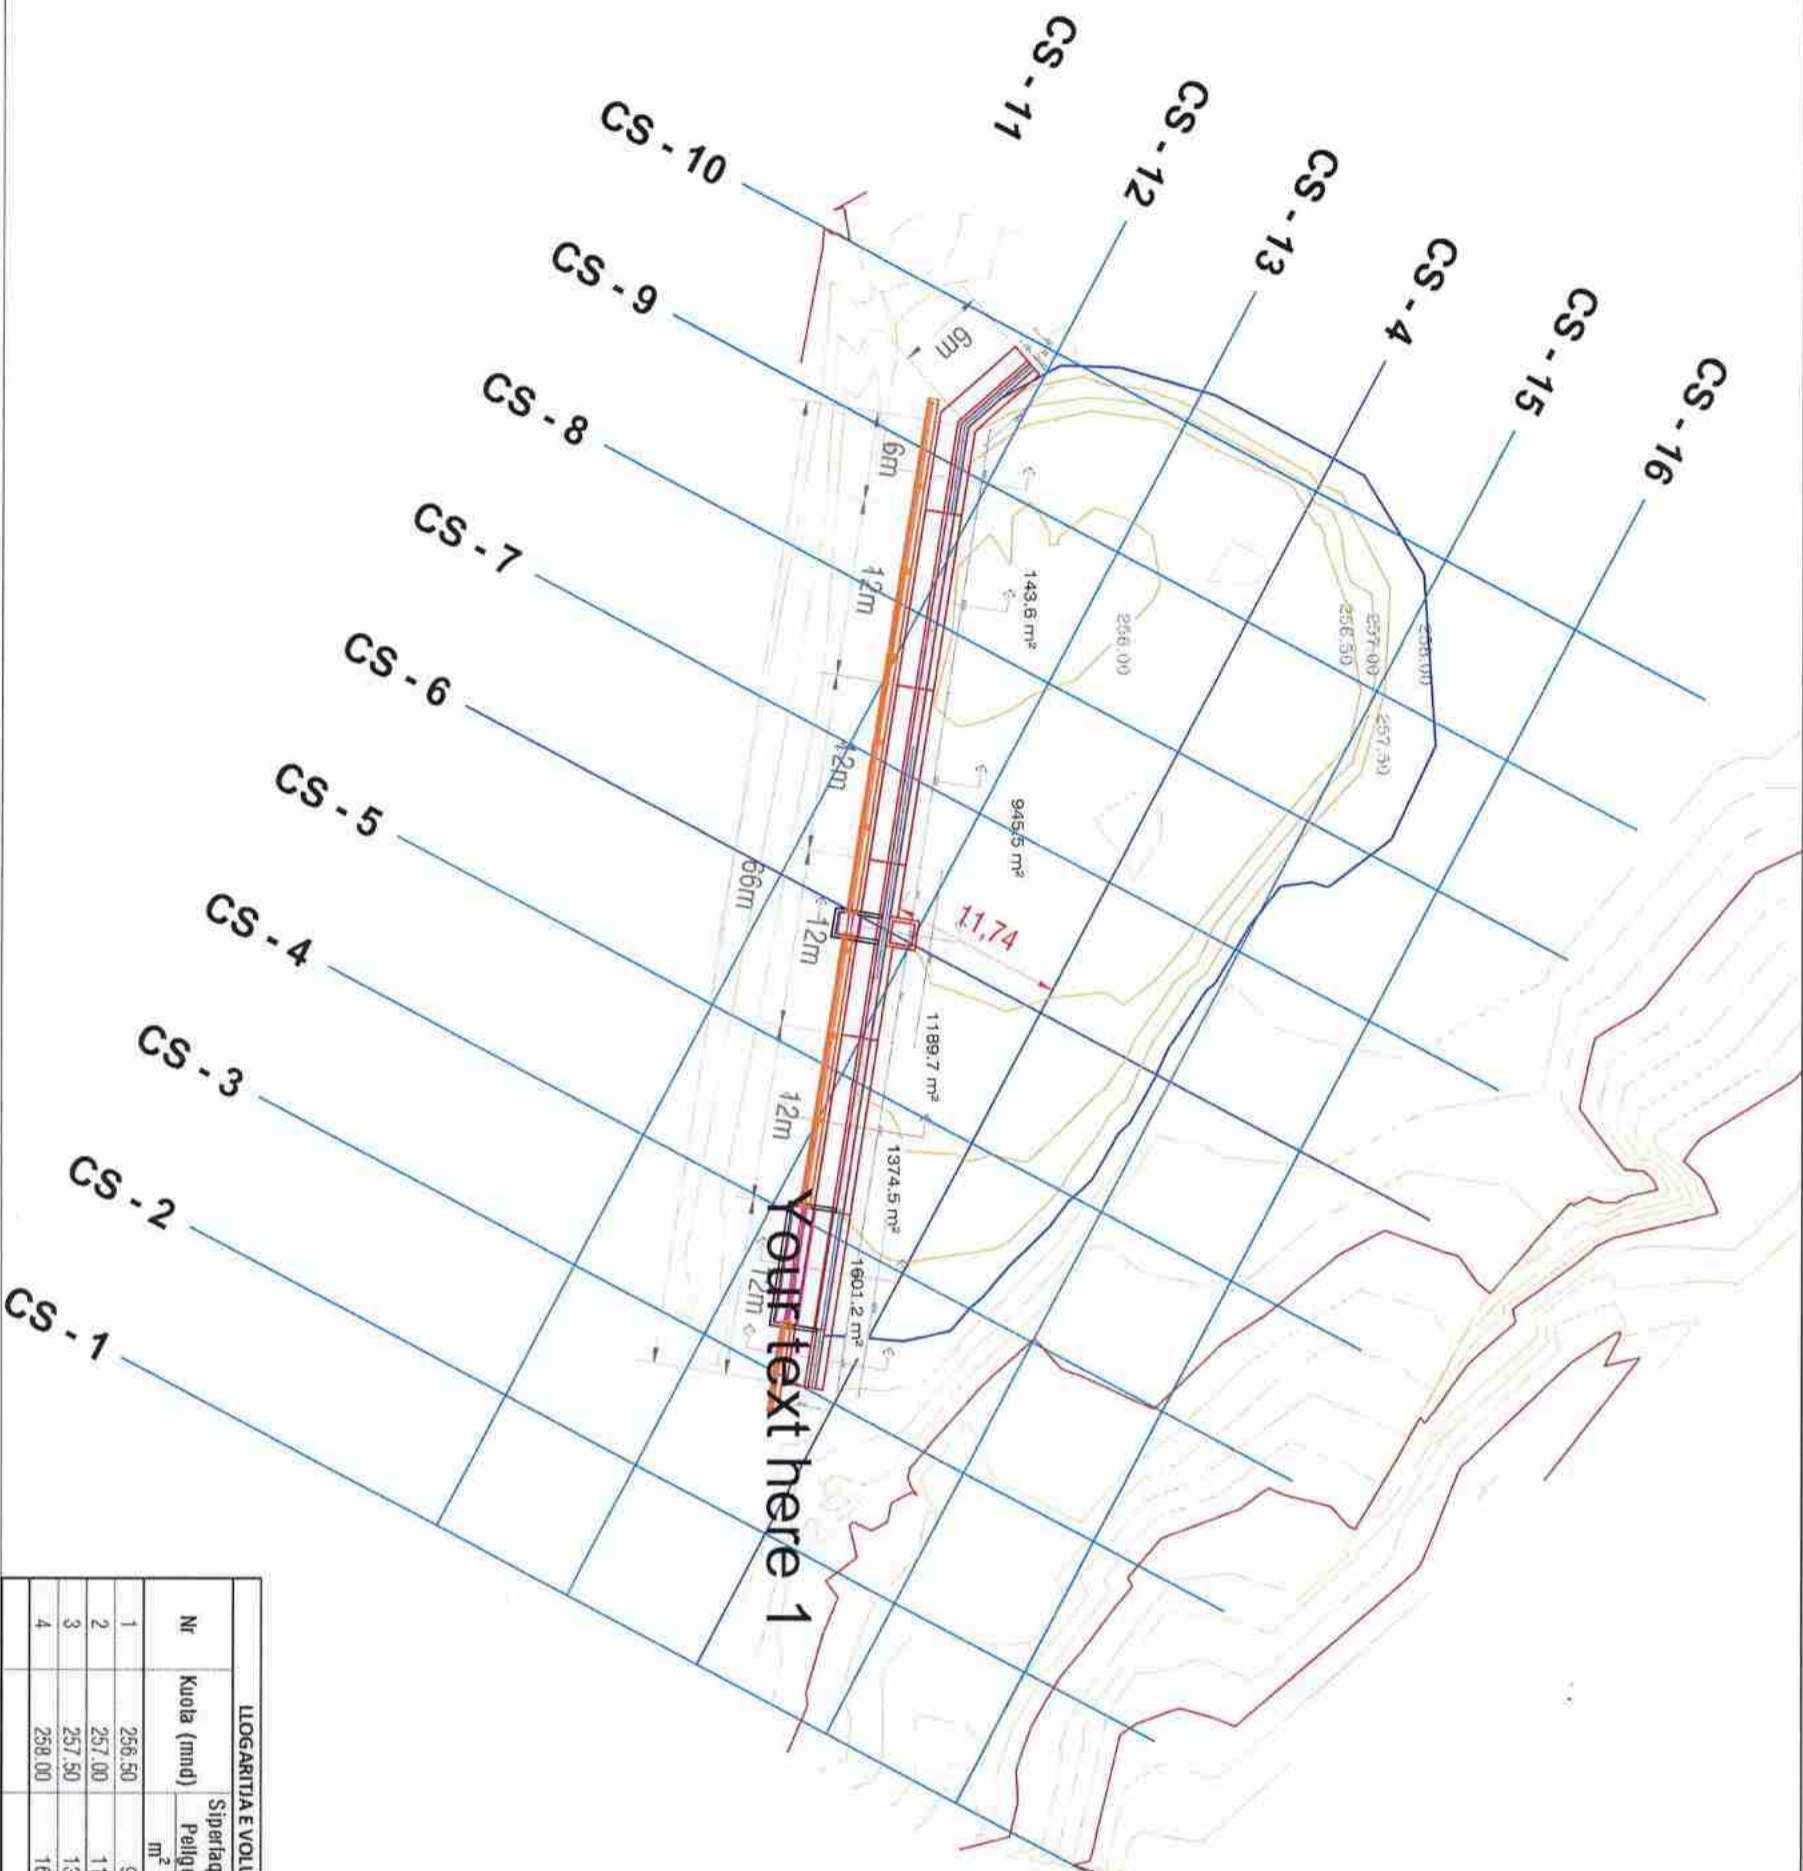 CS - 11
CS - 12
CS - 13
CS - 4
CS - 15
CS - 16
CS - 10
CS - 9
CS - 8
CS - 7
CS - 6
CS - 5
CS - 4
CS - 3
CS - 2
CS - 1
6m
6m
12m
12m
12m
12m
12m
66m
11,74
143.6 m²
945.5 m²
1189.7 m²
1374.5 m²
1601.2 m²
256.00
256.50
257.00
258.00
257.50
Your text here 1
LLOGARITJA E VOLU
Nr Kuota (mnd) Siperfaq
Pellg
m²
1 256.50
2 257.00 11
3 257.50 13
4 258.00 16